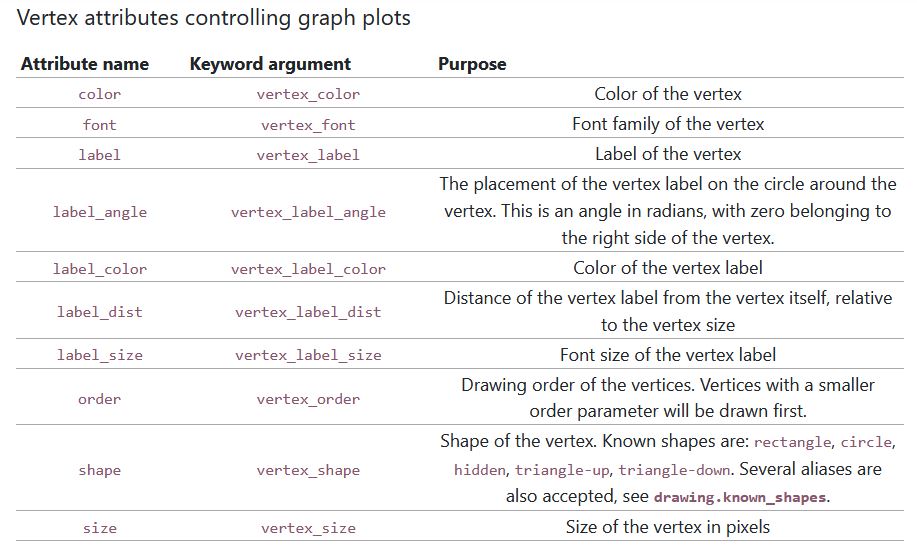 Vertex attributes controlling graph plots
Attribute name Keyword argument Purpose
color vertex_color Color of the vertex
font vertex_font Font family of the vertex
label vertex_label Label of the vertex
The placement of the vertex label on the circle around the
label_angle vertex_label_angle vertex. This is an angle in radians, with zero belonging to
the right side of the vertex.
label_color vertex_label_color Color of the vertex label
label_dist vertex_label_dist Distance of the vertex label from the vertex itself, relative
to the vertex size
label_size vertex_label_size Font size of the vertex label
order vertex_order Drawing order of the vertices. Vertices with a smaller
order parameter will be drawn first.
Shape of the vertex. Known shapes are: rectangle, circle,
shape vertex_shape hidden, triangle-up, triangle-down. Several aliases are
also accepted, see drawing.known_shapes.
size vertex_size Size of the vertex in pixels